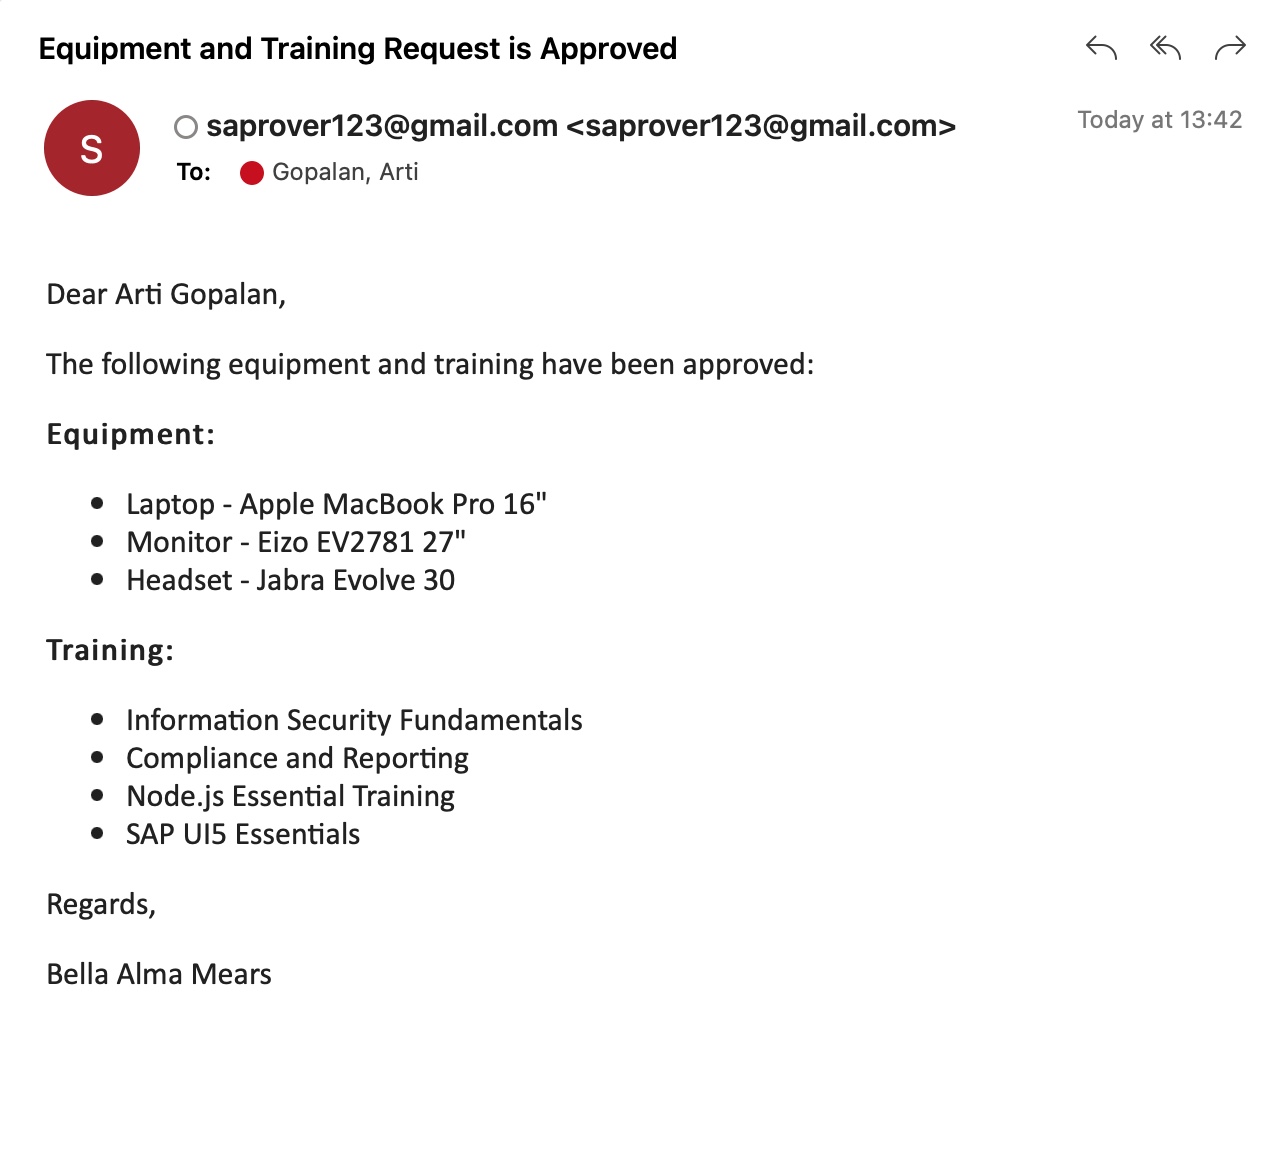 Equipment and Training Request is Approved
S
saprover123@gmail.com <saprover123@gmail.com>
Today at 13:42
To: Gopalan, Arti
Dear Arti Gopalan,
The following equipment and training have been approved:
Equipment:
• Laptop - Apple MacBook Pro 16"
• Monitor - Eizo EV2781 27"
• Headset - Jabra Evolve 30
Training:
• Information Security Fundamentals
• Compliance and Reporting
• Node.js Essential Training
• SAP UI5 Essentials
Regards,
Bella Alma Mears